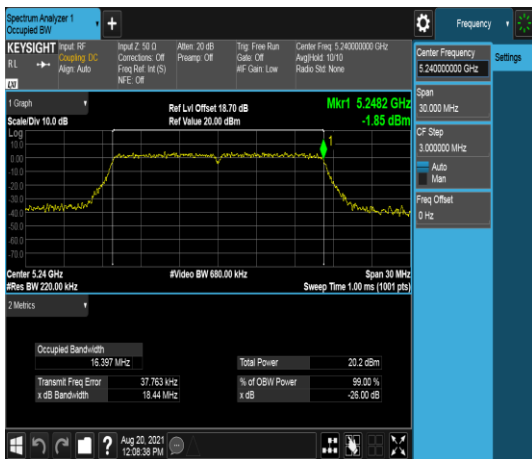 Spectrum Analyzer 1
Occupied BW
Frequency
KEYSIGHT
RL
LXI
Input: RF
Coupling: DC
Align: Auto
Input Z: 50 Ω
Corrections: Off
Freq Ref: Int (S)
NFE: Off
Atten: 20 dB
Preamp: Off
Trig: Free Run
Gate: Off
#IF Gain: Low
Center Freq: 5.240000000 GHz
Avg|Hold: 10/10
Radio Std: None
Center Frequency
5.240000000 GHz
Settings
Span
30.000 MHz
CF Step
3.000000 MHz
Auto
Man
Freq Offset
0 Hz
1 Graph
Scale/Div 10.0 dB
Ref Lvl Offset 18.70 dB
Ref Value 20.00 dBm
Mkr1 5.2482 GHz
-1.85 dBm
Log
10.0
0.00
-10.0
-20.0
-30.0
-40.0
-50.0
-60.0
-70.0
1
Center 5.24 GHz
#Res BW 220.00 kHz
#Video BW 680.00 kHz
Span 30 MHz
Sweep Time 1.00 ms (1001 pts)
2 Metrics
Occupied Bandwidth
16.397 MHz
Total Power 20.2 dBm
Transmit Freq Error 37.763 kHz
% of OBW Power 99.00 %
x dB Bandwidth 18.44 MHz
x dB -26.00 dB
?
Aug 20, 2021
12:08:38 PM